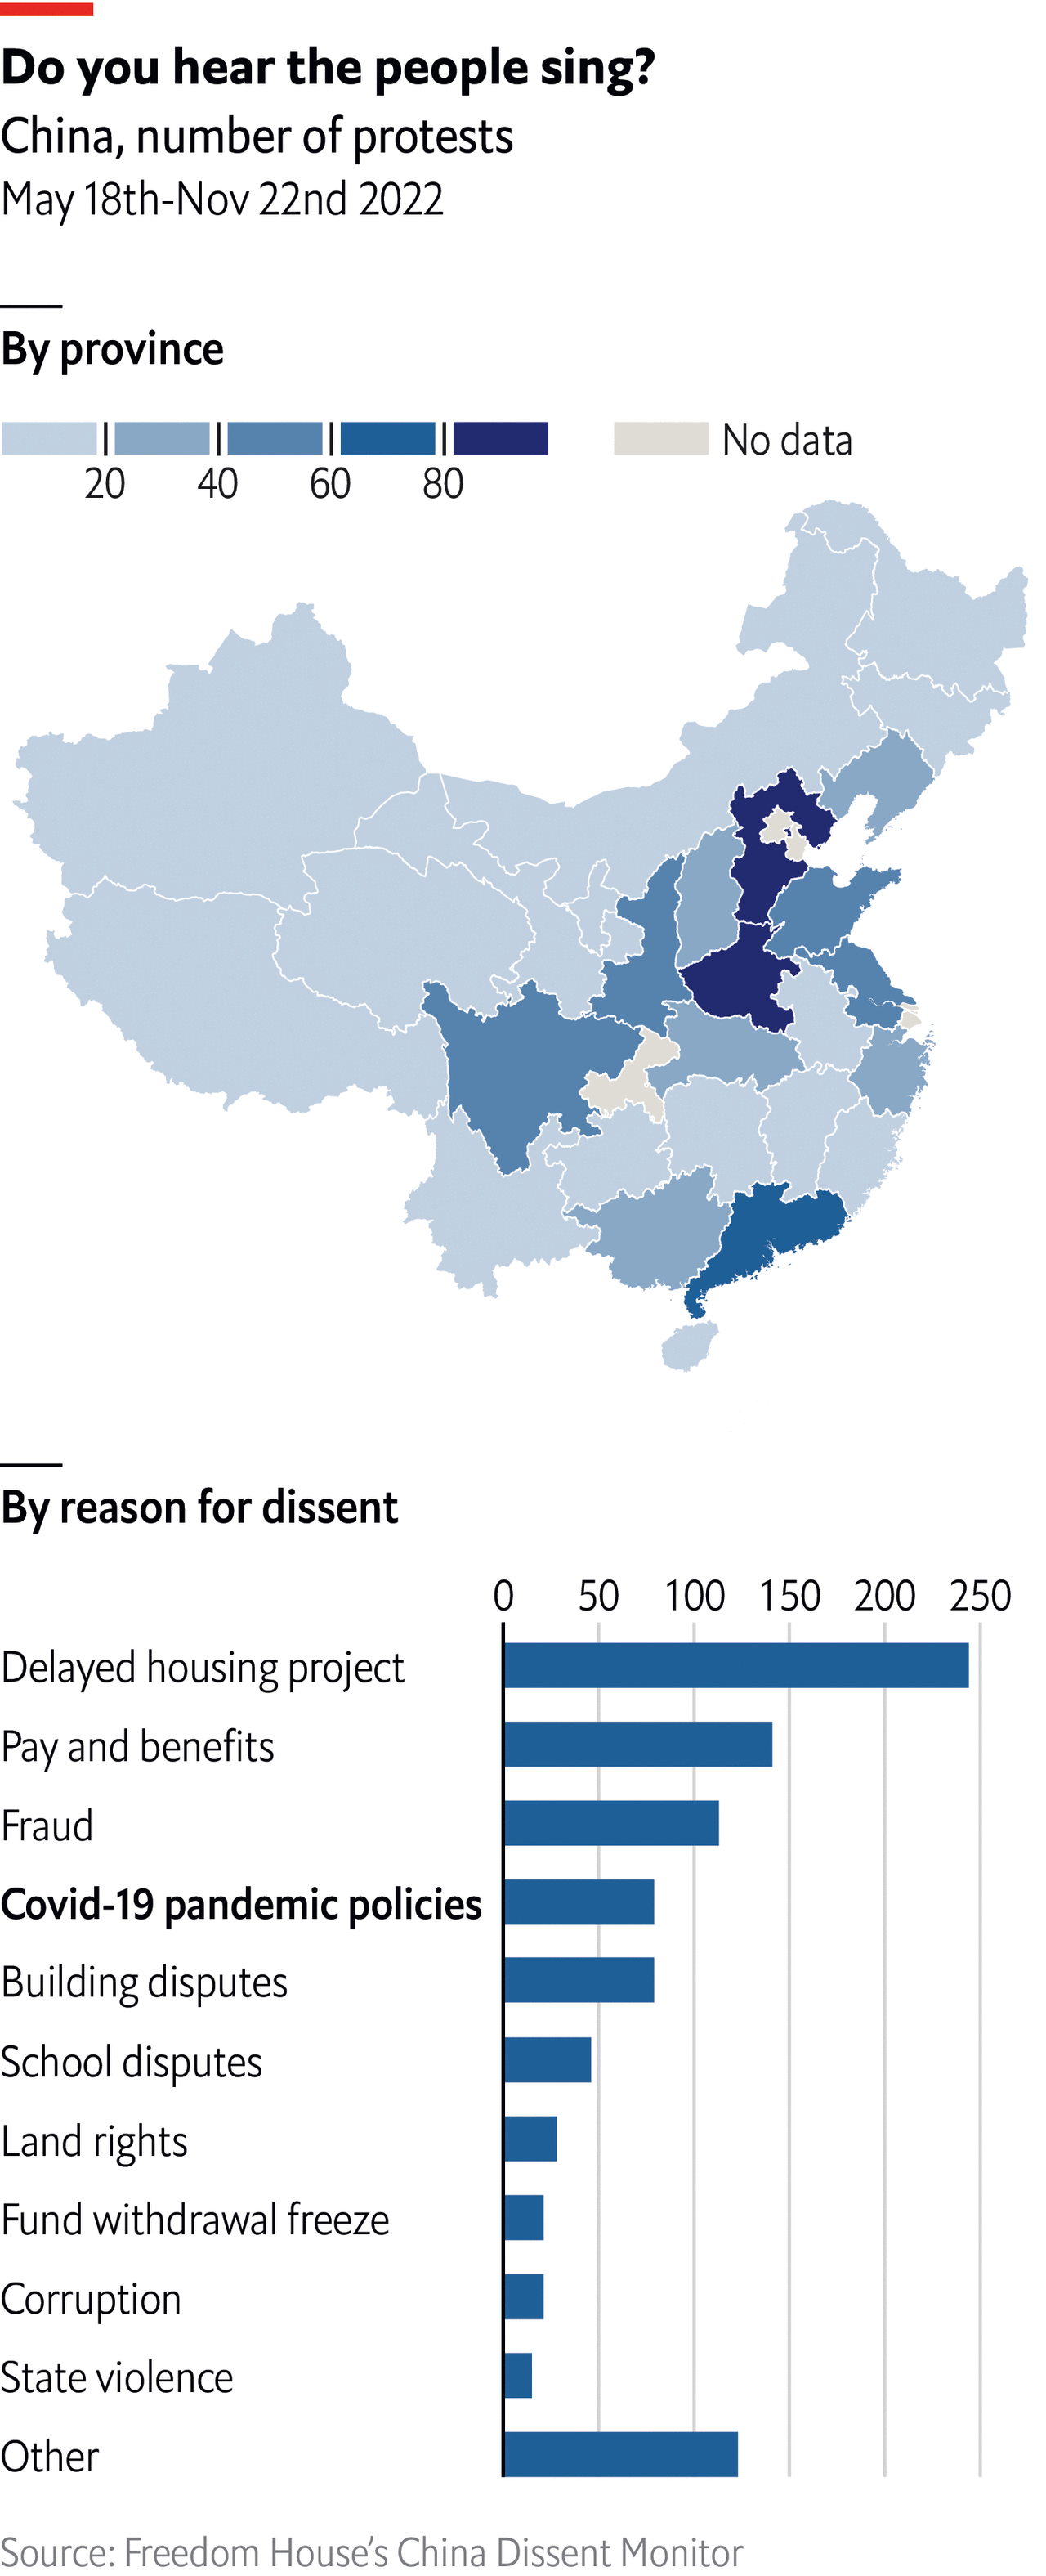 Do you hear the people sing?
China, number of protests
May 18th-Nov 22nd 2022
By province
No data
20 40 60 80
By reason for dissent
0 50 100 150 200 250
Delayed housing project
Pay and benefits
Fraud
Covid-19 pandemic policies
Building disputes
School disputes
Land rights
Fund withdrawal freeze
Corruption
State violence
Other
Source: Freedom House’s China Dissent Monitor